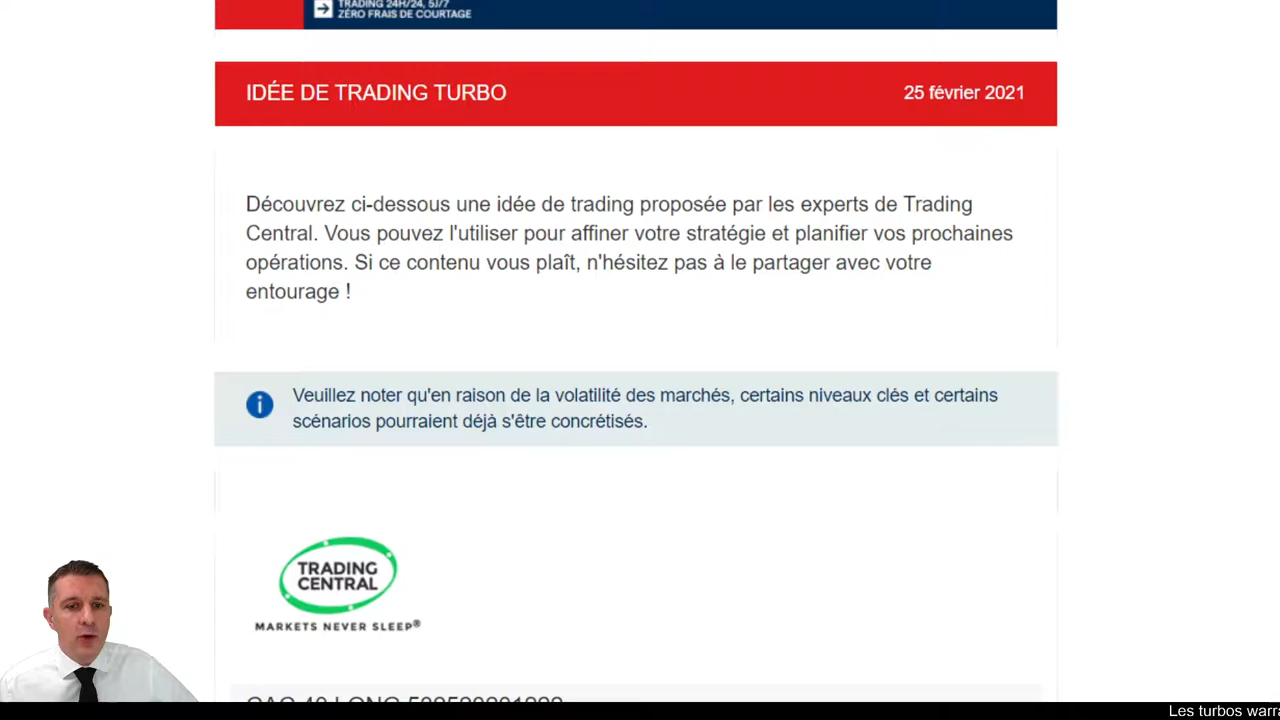 TRADING 24H/24, 5J/7
ZÉRO FRAIS DE COURTAGE
IDÉE DE TRADING TURBO
25 février 2021
Découvrez ci-dessous une idée de trading proposée par les experts de Trading
Central. Vous pouvez l'utiliser pour affiner votre stratégie et planifier vos prochaines
opérations. Si ce contenu vous plaît, n'hésitez pas à le partager avec votre
entourage !
Veuillez noter qu'en raison de la volatilité des marchés, certains niveaux clés et certains
scénarios pourraient déjà s'être concrétisés.
TRADING
CENTRAL
MARKETS NEVER SLEEP®
CAC 40 LONG
Les turbos